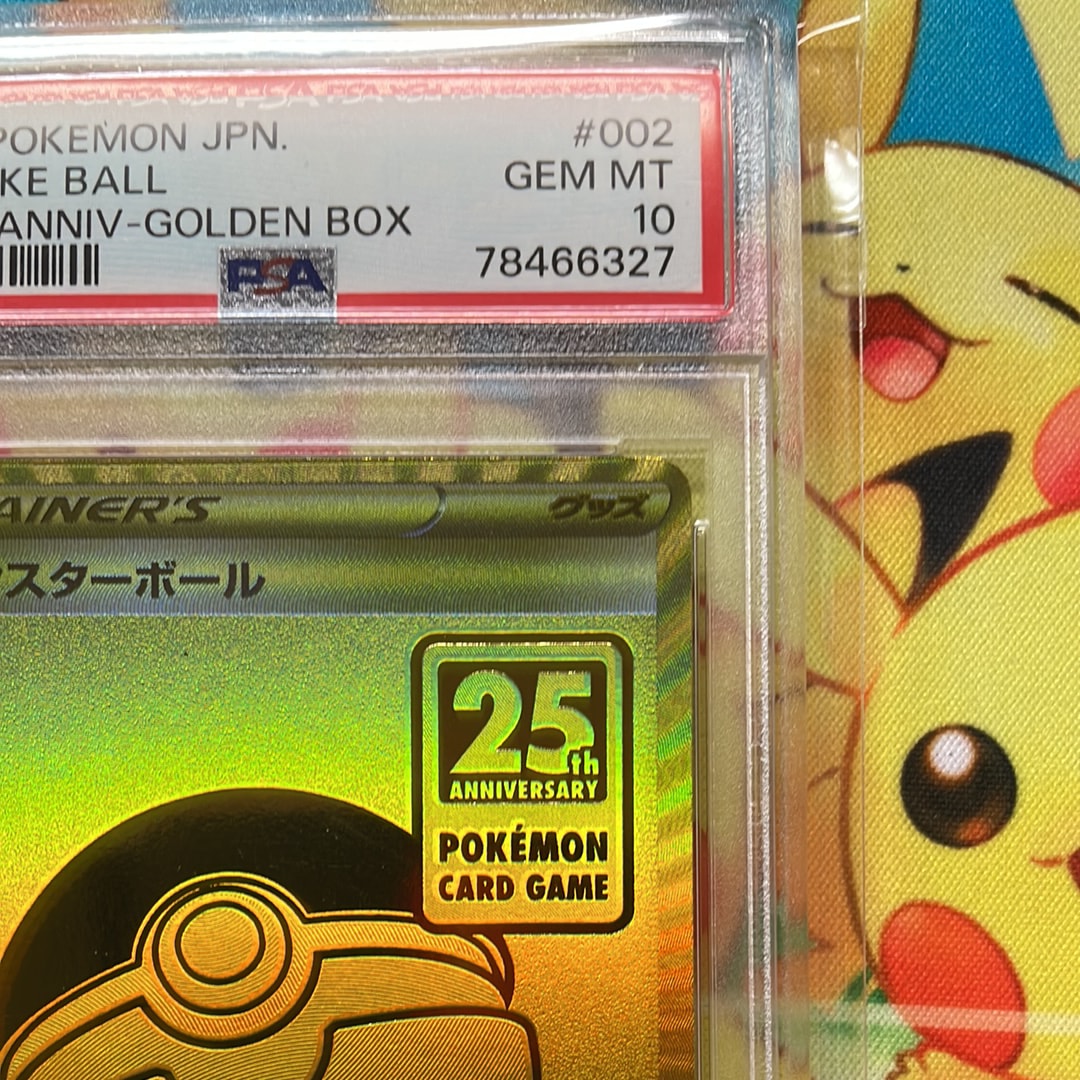 POKEMON JPN. #002
KE BALL GEM MT
ANNIV-GOLDEN BOX 10
78466327
PSA
AINER'S グッズ
スターボール
25th
ANNIVERSARY
POKÉMON
CARD GAME